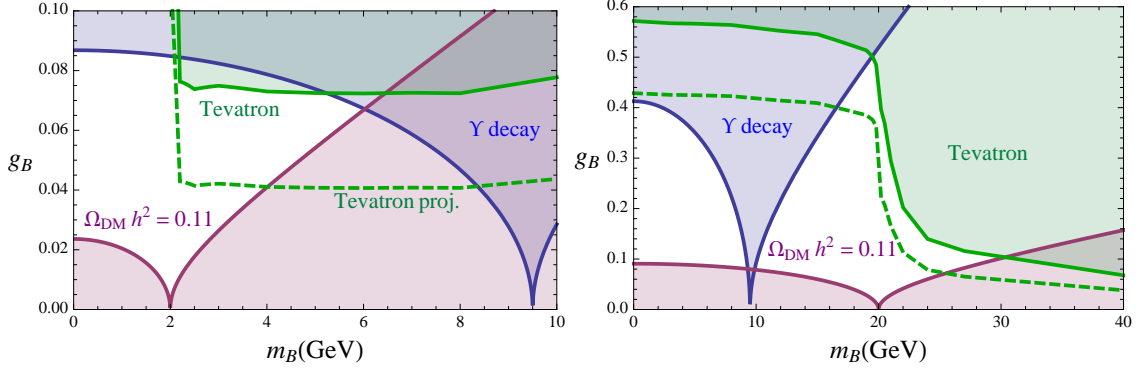 0.10
0.08
0.06
0.04
0.02
0.00
g_B
Tevatron
ϒ decay
Tevatron proj.
Ω_DM h² = 0.11
0
2
4
6
8
10
m_B(GeV)
0.6
0.5
0.4
0.3
0.2
0.1
0.0
g_B
ϒ decay
Tevatron
Ω_DM h² = 0.11
0
10
20
30
40
m_B(GeV)